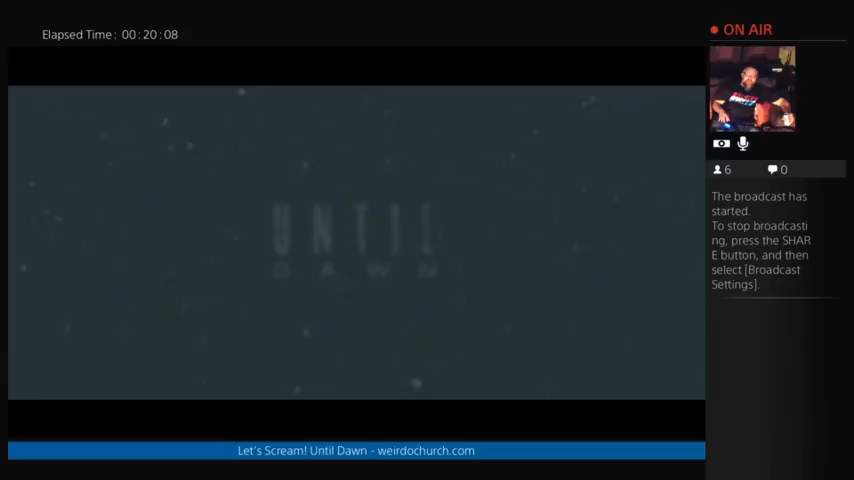 Elapsed Time: 00:20:08
ON AIR
6
0
The broadcast has
started.
To stop broadcasti
ng, press the SHAR
E button, and then
select [Broadcast
Settings].
UNTIL
DAWN
Let's Scream! Until Dawn - weirdochurch.com